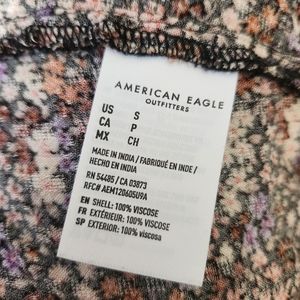 AMERICAN EAGLE
OUTFITTERS
US S
CA P
MX CH
MADE IN INDIA / FABRIQUÉ EN INDE /
HECHO EN INDIA
RN 54485 / CA 03873
RFC# AEM120605U9A
EN SHELL: 100% VISCOSE
FR EXTÉRIEUR: 100% VISCOSE
SP EXTERIOR: 100% viscosa